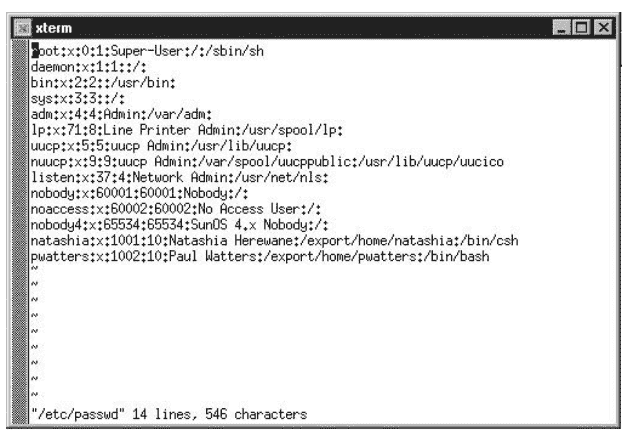 xterm
root:x:0:1:Super-User:/:/sbin/sh
daemon:x:1:1::/:
bin:x:2:2::/usr/bin:
sys:x:3:3::/:
adm:x:4:4:Admin:/var/adm:
lp:x:71:8:Line Printer Admin:/usr/spool/lp:
uucp:x:5:5:uucp Admin:/usr/lib/uucp:
nuucp:x:9:9:uucp Admin:/var/spool/uucppublic:/usr/lib/uucp/uucico
listen:x:37:4:Network Admin:/usr/net/nls:
nobody:x:60001:60001:Nobody:/:
noaccess:x:60002:60002:No Access User:/:
nobody4:x:65534:65534:SunOS 4.x Nobody:/:
natashia:x:1001:10:Natashia Herewane:/export/home/natashia:/bin/csh
pwatters:x:1002:10:Paul Watters:/export/home/pwatters:/bin/bash
~
~
~
~
~
~
~
~
~
"/etc/passwd" 14 lines, 546 characters